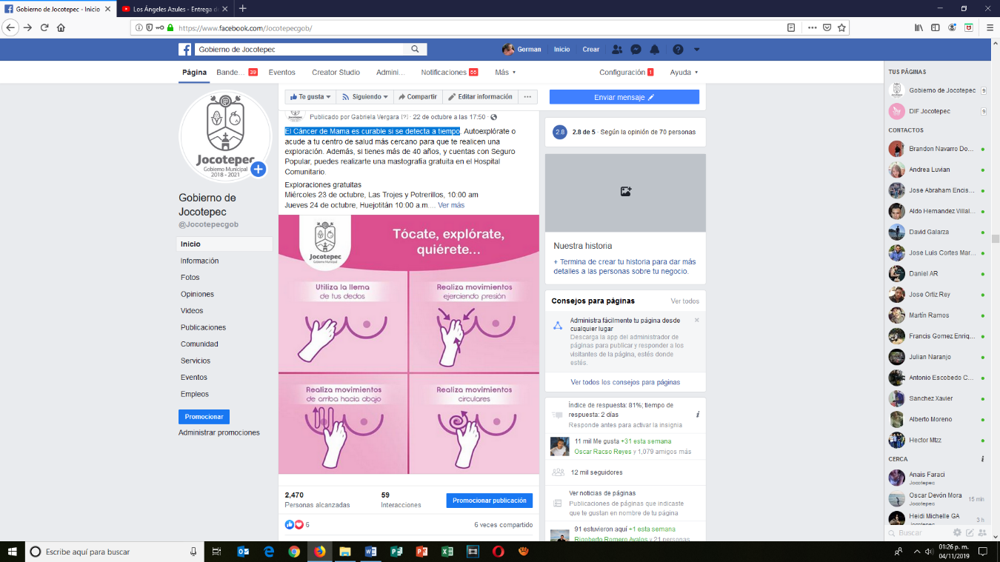 Gobierno de Jocotepec - Inicio
Los Ángeles Azules - Entrega d
https://www.facebook.com/Jocotepecgob/
Gobierno de Jocotepec
German
Inicio
Crear
Página
Bande... 39
Eventos
Creator Studio
Admini...
Notificaciones 55
Más
Configuración 1
Ayuda
Jocotepec
Gobierno Municipal
2018 - 2021
Gobierno de
Jocotepec
@Jocotepecgob
Inicio
Información
Fotos
Opiniones
Videos
Publicaciones
Comunidad
Servicios
Eventos
Empleos
Promocionar
Administrar promociones
Te gusta
Siguiendo
Compartir
Editar información
Publicado por Gabriela Vergara [?] · 22 de octubre a las 17:50 ·
El Cáncer de Mama es curable si se detecta a tiempo. Autoexplórate o
acude a tu centro de salud más cercano para que te realicen una
exploración. Además, si tienes más de 40 años, y cuentas con Seguro
Popular, puedes realizarte una mastografía gratuita en el Hospital
Comunitario.
Exploraciones gratuitas
Miércoles 23 de octubre, Las Trojes y Potrerillos, 10:00 am
Jueves 24 de octubre, Huejotitán 10:00 a.m.... Ver más
Jocotepec
Gobierno Municipal
Tócate, explórate,
quiérete...
Utiliza la llema
de tus dedos
Realiza movimientos
ejerciendo presión
Realiza movimientos
de arriba hacia abajo
Realiza movimientos
circulares
2,470
Personas alcanzadas
59
Interacciones
Promocionar publicación
6
6 veces compartido
Enviar mensaje
2.8
2.8 de 5 · Según la opinión de 70 personas
Nuestra historia
+ Termina de crear tu historia para dar más
detalles a las personas sobre tu negocio.
Consejos para páginas
Ver todos
Administra fácilmente tu página desde
cualquier lugar
Descarga la app del administrador de
páginas para publicar y responder a los
visitantes de la página, estés donde
estés.
Ver todos los consejos para páginas
Índice de respuesta: 81%; tiempo de
respuesta: 2 días
Responde antes para activar la insignia
11 mil Me gusta +31 esta semana
Oscar Racso Reyes y 1,079 amigos más
12 mil seguidores
Ver noticias de páginas
Publicaciones de páginas que indicaste
que te gustan en nombre de tu página
91 estuvieron aquí +1 esta semana
Rigoberto Romero Avalos y 21 personas
TUS PÁGINAS
Gobierno de Jocotepec 9
DIF Jocotepec 9
CONTACTOS
Brandon Navarro Do...
Andrea Luvian
Jose Abraham Encis...
Aldo Hernandez Villal...
David Galarza
Jose Luis Cortes Mar...
Daniel AR
Jose Ortiz Rey
Martín Ramos
Francis Gomez Enriq...
Julian Naranjo
Antonio Escobedo C...
Sanchez Xavier
Alberto Moreno
Hector Mtzz
CERCA
Anais Faraci
Jocotepec
Oscar Devón Mora
Jocotepec
15 min
Heidi Michelle GA
Jocotepec
3 h
Buscar
Escribe aquí para buscar
01:26 p. m.
04/11/2019